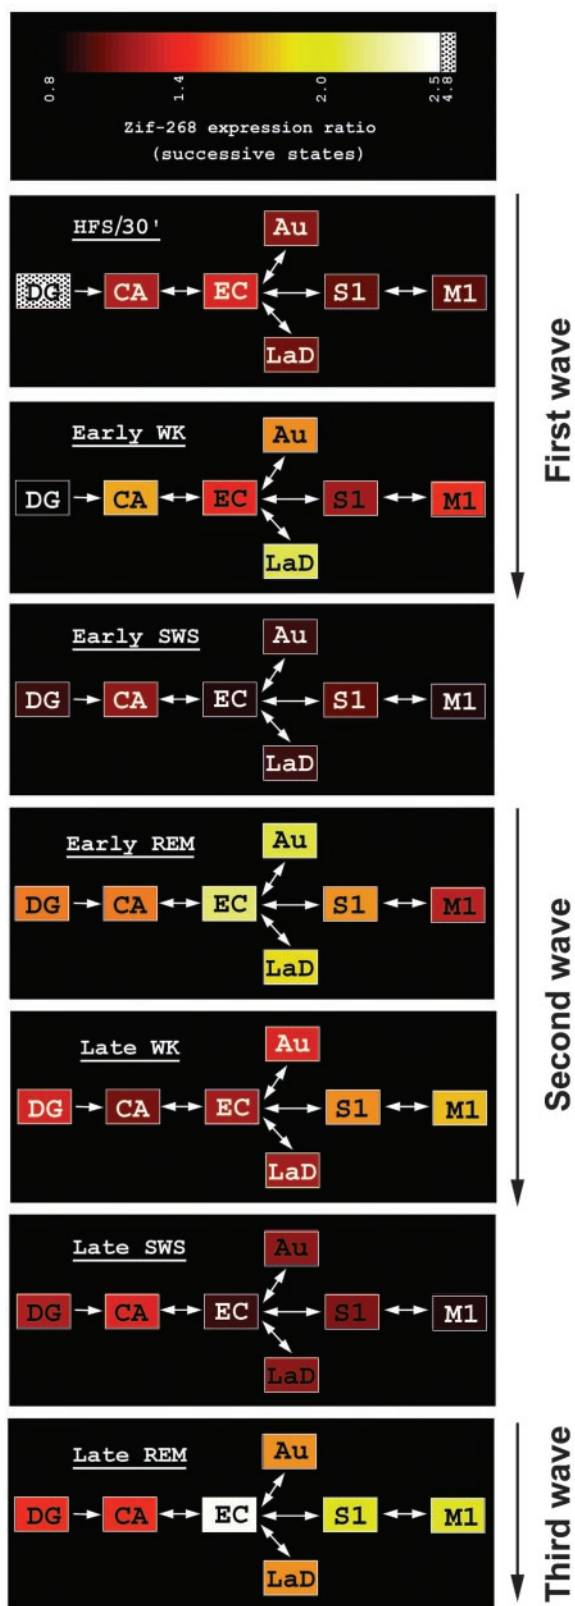 0.8 1.4 2.0 2.5 4.8
Zif-268 expression ratio
(successive states)
HFS/30'
Au
DG CA EC S1 M1
LaD
Early WK
Au
DG CA EC S1 M1
LaD
First wave
Early SWS
Au
DG CA EC S1 M1
LaD
Early REM
Au
DG CA EC S1 M1
LaD
Late WK
Au
DG CA EC S1 M1
LaD
Second wave
Late SWS
Au
DG CA EC S1 M1
LaD
Late REM
Au
DG CA EC S1 M1
LaD
Third wave